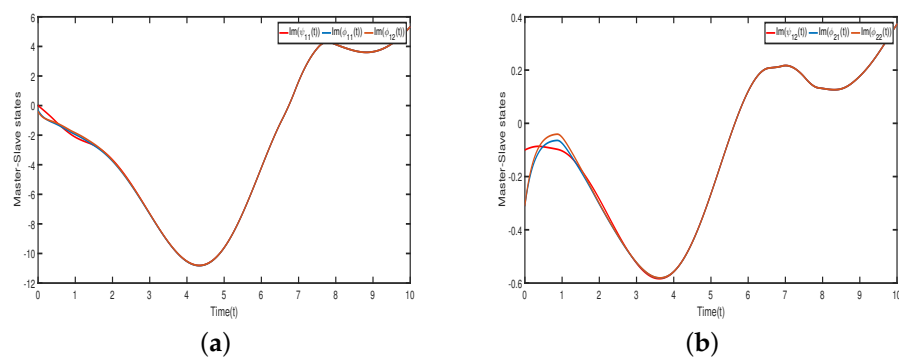 6
4
2
0
-2
-4
-6
-8
-10
-12
Master-Slave states
Im(ψ₁₁(t)) Im(ϕ₁₁(t)) Im(ϕ₁₂(t))
0 1 2 3 4 5 6 7 8 9 10
Time(t)
(a)
0.4
0.2
0
-0.2
-0.4
-0.6
Master-Slave states
Im(ψ₁₂(t)) Im(ϕ₂₁(t)) Im(ϕ₂₂(t))
0 1 2 3 4 5 6 7 8 9 10
Time(t)
(b)